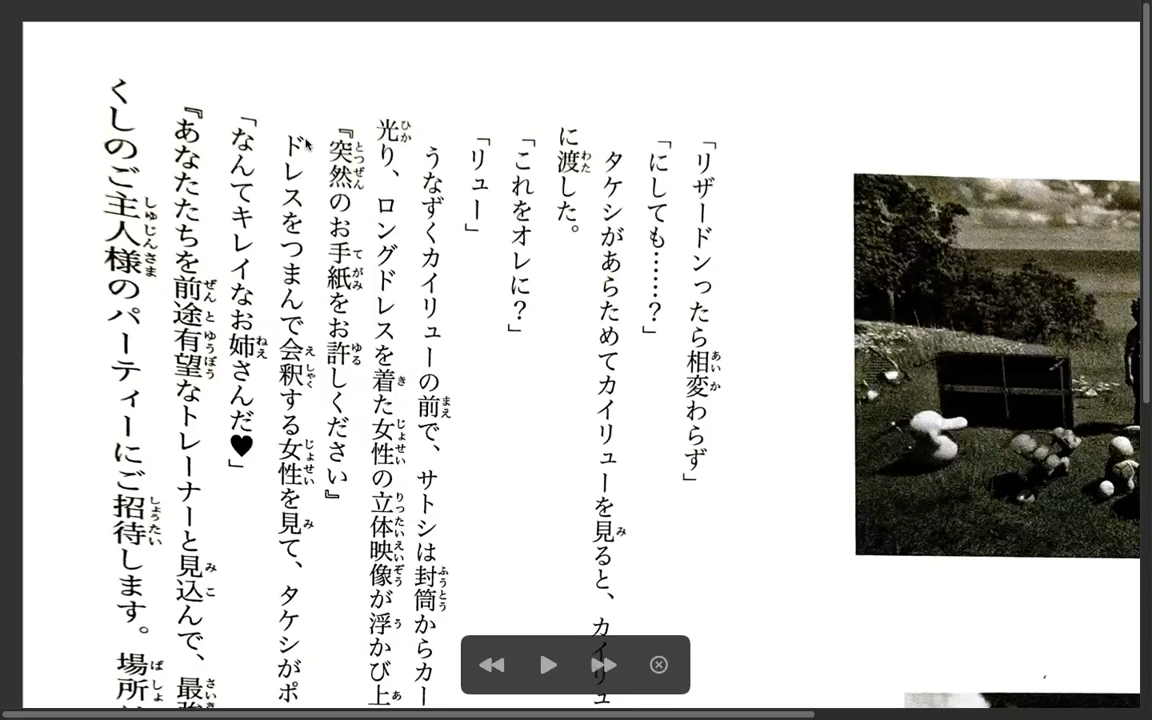 「リザードンったら相変わらず」
「にしても……？」
タケシがあらためてカイリューを見ると、カイリュ
に渡した。
「これをオレに？」
「リュー」
うなずくカイリューの前で、サトシは封筒からカー
光り、ロングドレスを着た女性の立体映像が浮かび上
『突然のお手紙をお許しください』
ドレスをつまんで会釈する女性を見て、タケシがポ
「なんてキレイなお姉さんだ♥」
『あなたたちを前途有望なトレーナーと見込んで、最強
くしのご主人様のパーティーにご招待します。場所